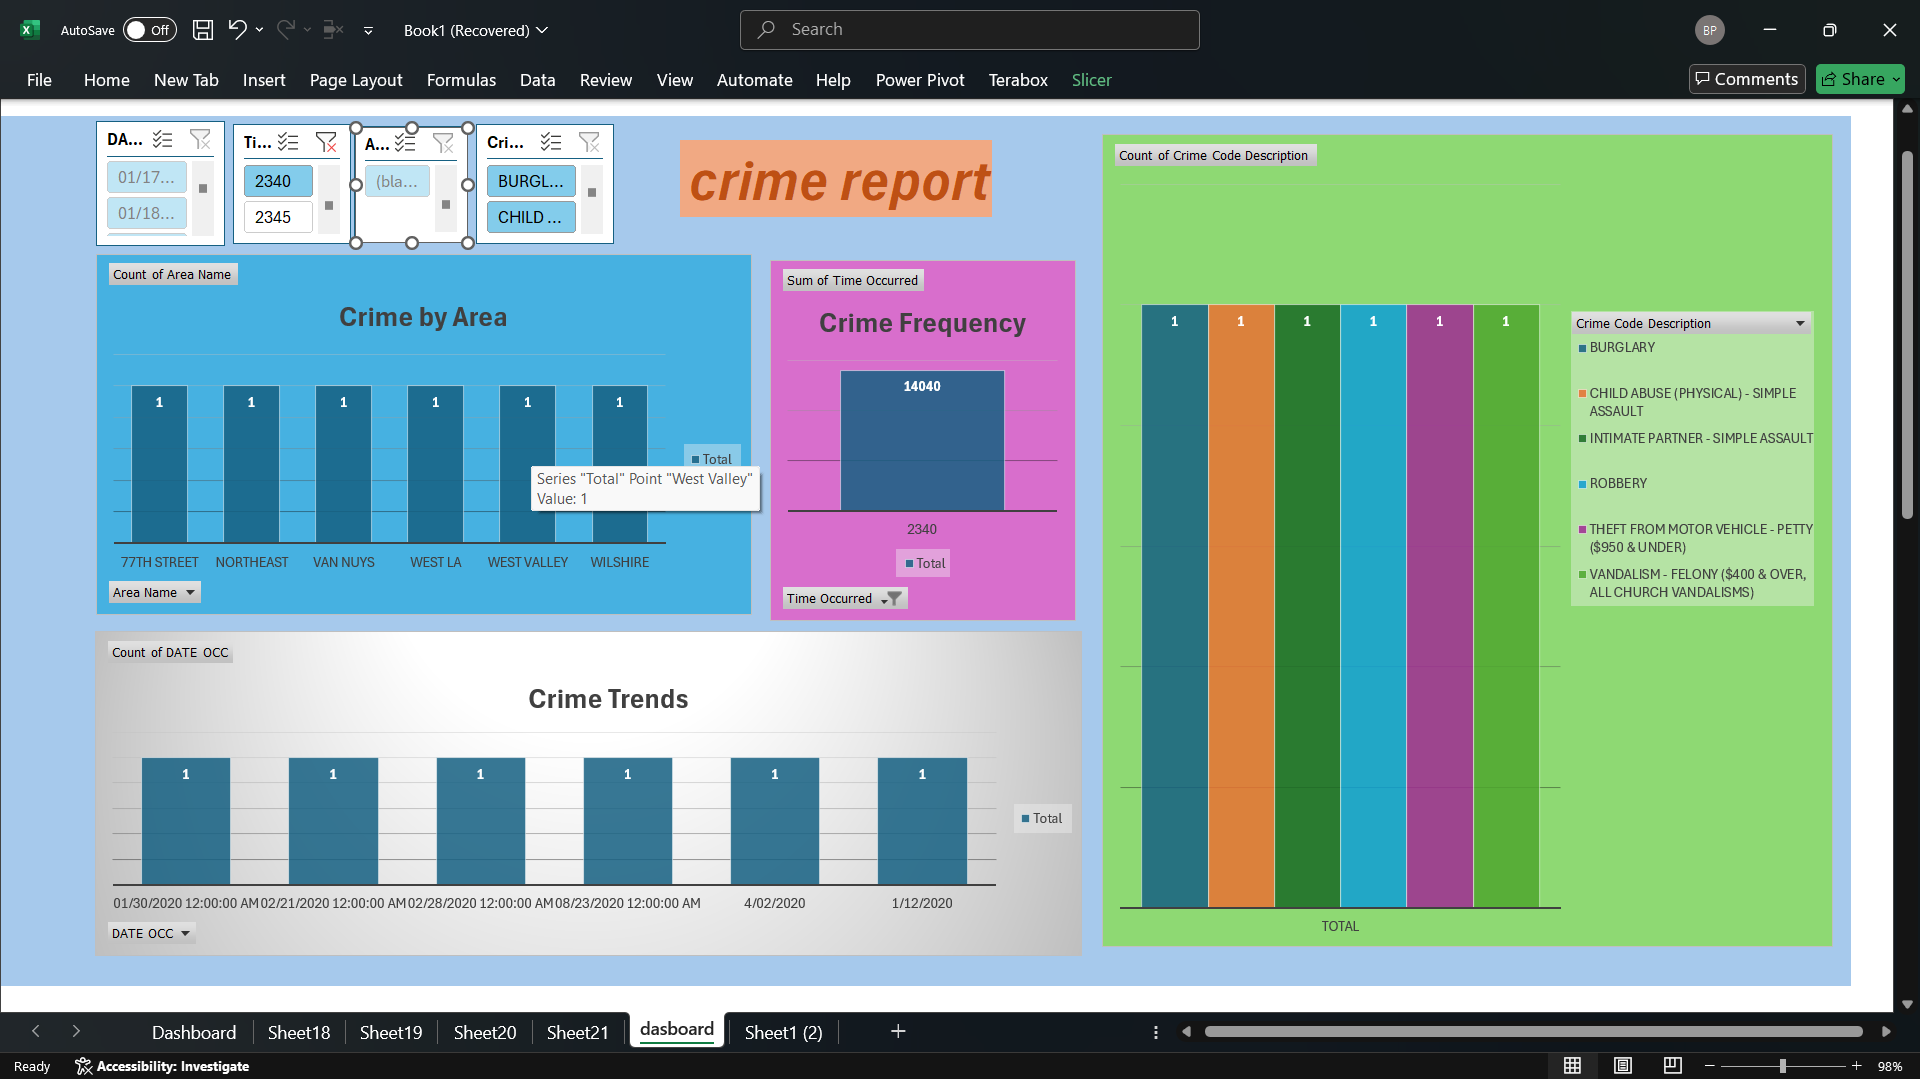 AutoSave Off Book1 (Recovered) Search BP
File Home New Tab Insert Page Layout Formulas Data Review View Automate Help Power Pivot Terabox Slicer Comments Share
DA...
01/17...
01/18...
Ti...
2340
2345
A...
(bla...
Cri...
BURGL...
CHILD ...
crime report
Count of Area Name
Crime by Area
1 1 1 1 1 1
Total
Series "Total" Point "West Valley"
Value: 1
77TH STREET NORTHEAST VAN NUYS WEST LA WEST VALLEY WILSHIRE
Area Name
Sum of Time Occurred
Crime Frequency
14040
2340
Total
Time Occurred
Count of DATE OCC
Crime Trends
1 1 1 1 1 1
Total
01/30/2020 12:00:00 AM 02/21/2020 12:00:00 AM 02/28/2020 12:00:00 AM 08/23/2020 12:00:00 AM 4/02/2020 1/12/2020
DATE OCC
Count of Crime Code Description
1 1 1 1 1 1
TOTAL
Crime Code Description
BURGLARY
CHILD ABUSE (PHYSICAL) - SIMPLE
ASSAULT
INTIMATE PARTNER - SIMPLE ASSAULT
ROBBERY
THEFT FROM MOTOR VEHICLE - PETTY
($950 & UNDER)
VANDALISM - FELONY ($400 & OVER,
ALL CHURCH VANDALISMS)
Dashboard Sheet18 Sheet19 Sheet20 Sheet21 dasboard Sheet1 (2)
Ready Accessibility: Investigate 98%